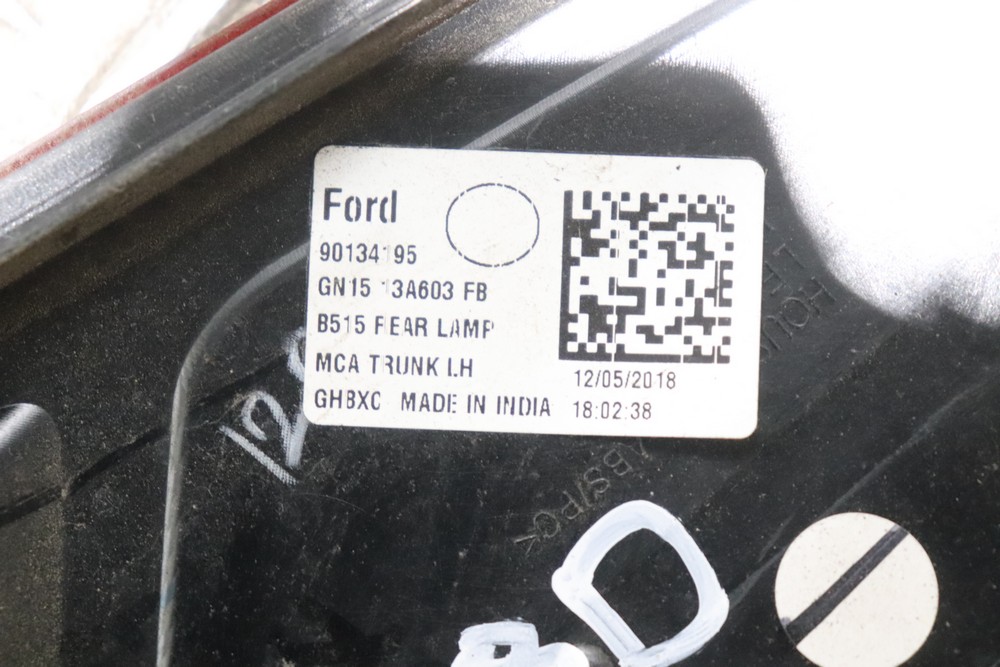 Ford
90134195
GN15 13A603 FB
B515 REAR LAMP
MCA TRUNK LH
GHBXC MADE IN INDIA
12/05/2018
18:02:38